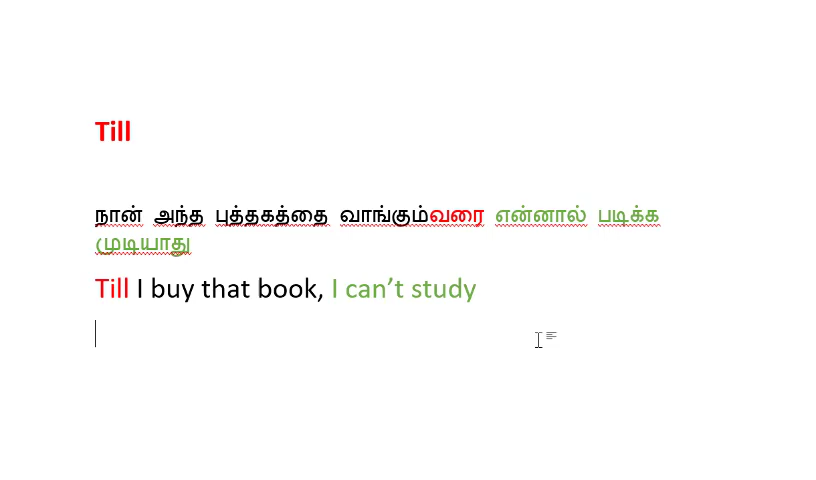 Till
நான் அந்த புத்தகத்தை வாங்கும்வரை என்னால் படிக்க
முடியாது
Till I buy that book, I can’t study